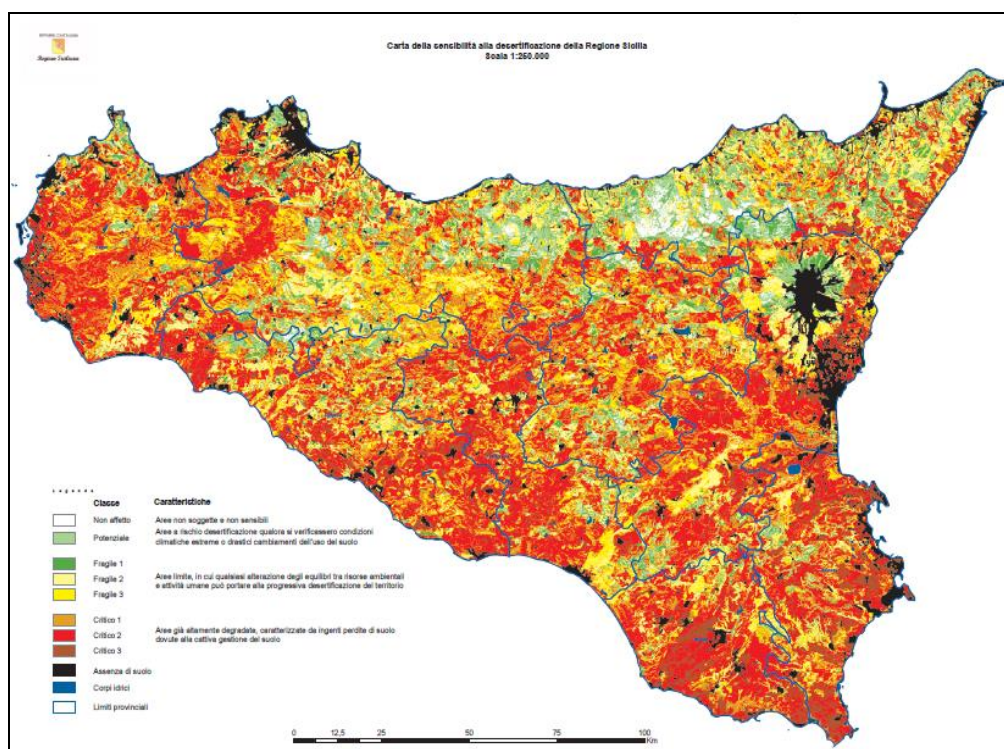 Regione Siciliana
Carta della sensibilità alla desertificazione della Regione Sicilia
Scala 1:250.000
Legenda
Classe Caratteristiche
Non affetto Aree non soggette e non sensibili
Potenziale Aree a rischio desertificazione qualora si verificassero condizioni
climatiche estreme o drastici cambiamenti dell'uso del suolo
Fragile 1
Fragile 2 Aree limite, in cui qualsiasi alterazione degli equilibri tra risorse ambientali
e attività umane può portare alla progressiva desertificazione del territorio
Fragile 3
Critico 1
Critico 2 Aree già altamente degradate, caratterizzate da ingenti perdite di suolo
dovute alla cattiva gestione del suolo
Critico 3
Assenza di suolo
Corpi idrici
Limiti provinciali
0 12,5 25 50 75 100
Km